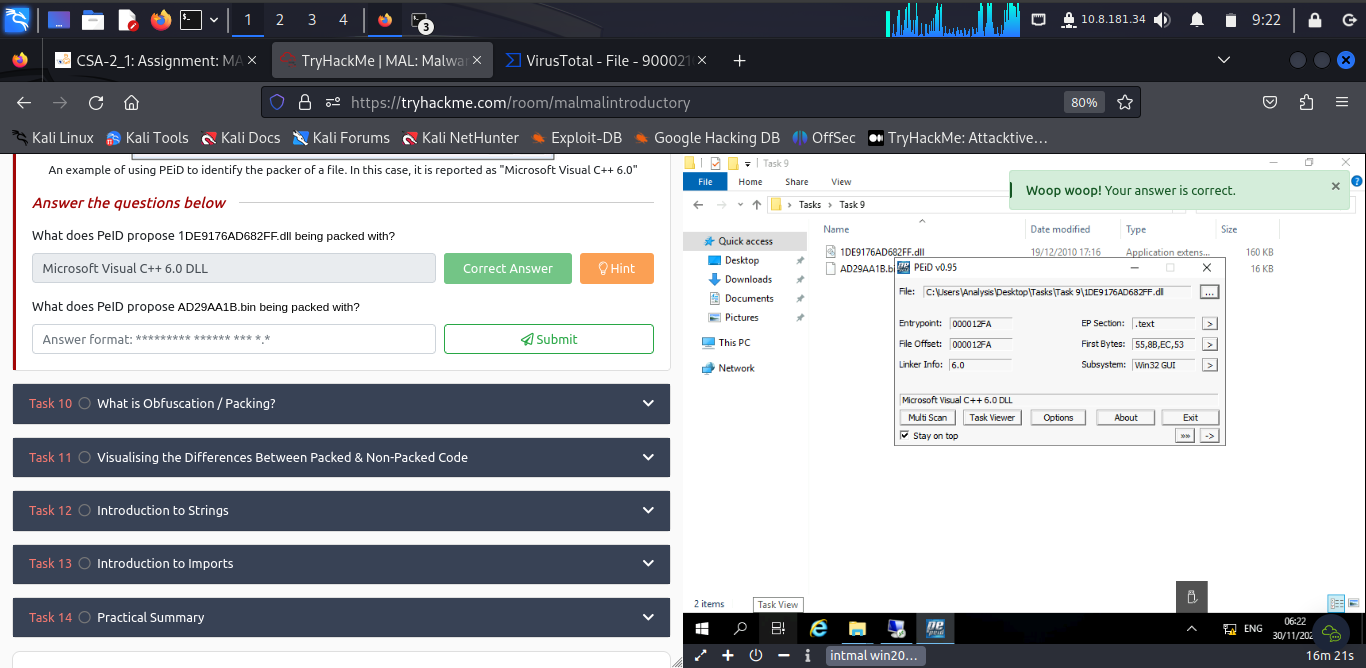 1
2
3
4
3
10.8.181.34
9:22
CSA-2_1: Assignment: MA
TryHackMe | MAL: Malwa
VirusTotal - File - 900021
https://tryhackme.com/room/malmalintroductory
80%
Kali Linux
Kali Tools
Kali Docs
Kali Forums
Kali NetHunter
Exploit-DB
Google Hacking DB
OffSec
TryHackMe: Attacktive…
An example of using PEiD to identify the packer of a file. In this case, it is reported as "Microsoft Visual C++ 6.0"
Answer the questions below
What does PeID propose 1DE9176AD682FF.dll being packed with?
Microsoft Visual C++ 6.0 DLL
Correct Answer
Hint
What does PeID propose AD29AA1B.bin being packed with?
Answer format: ********* ****** *** *.*
Submit
Task 10 What is Obfuscation / Packing?
Task 11 Visualising the Differences Between Packed & Non-Packed Code
Task 12 Introduction to Strings
Task 13 Introduction to Imports
Task 14 Practical Summary
Task 9
File
Home
Share
View
Woop woop! Your answer is correct.
Tasks
Task 9
Name
Date modified
Type
Size
Quick access
Desktop
Downloads
Documents
Pictures
This PC
Network
1DE9176AD682FF.dll
19/12/2010 17:16
Application extens...
160 KB
16 KB
PEiD v0.95
File: C:\Users\Analysis\Desktop\Tasks\Task 9\1DE9176AD682FF.dll
...
Entrypoint: 000012FA
EP Section: .text >
File Offset: 000012FA
First Bytes: 55,8B,EC,53 >
Linker Info: 6.0
Subsystem: Win32 GUI >
Microsoft Visual C++ 6.0 DLL
Multi Scan
Task Viewer
Options
About
Exit
Stay on top
»»
->
2 items
Task View
ENG
06:22
30/11/202
intmal win20...
16m 21s